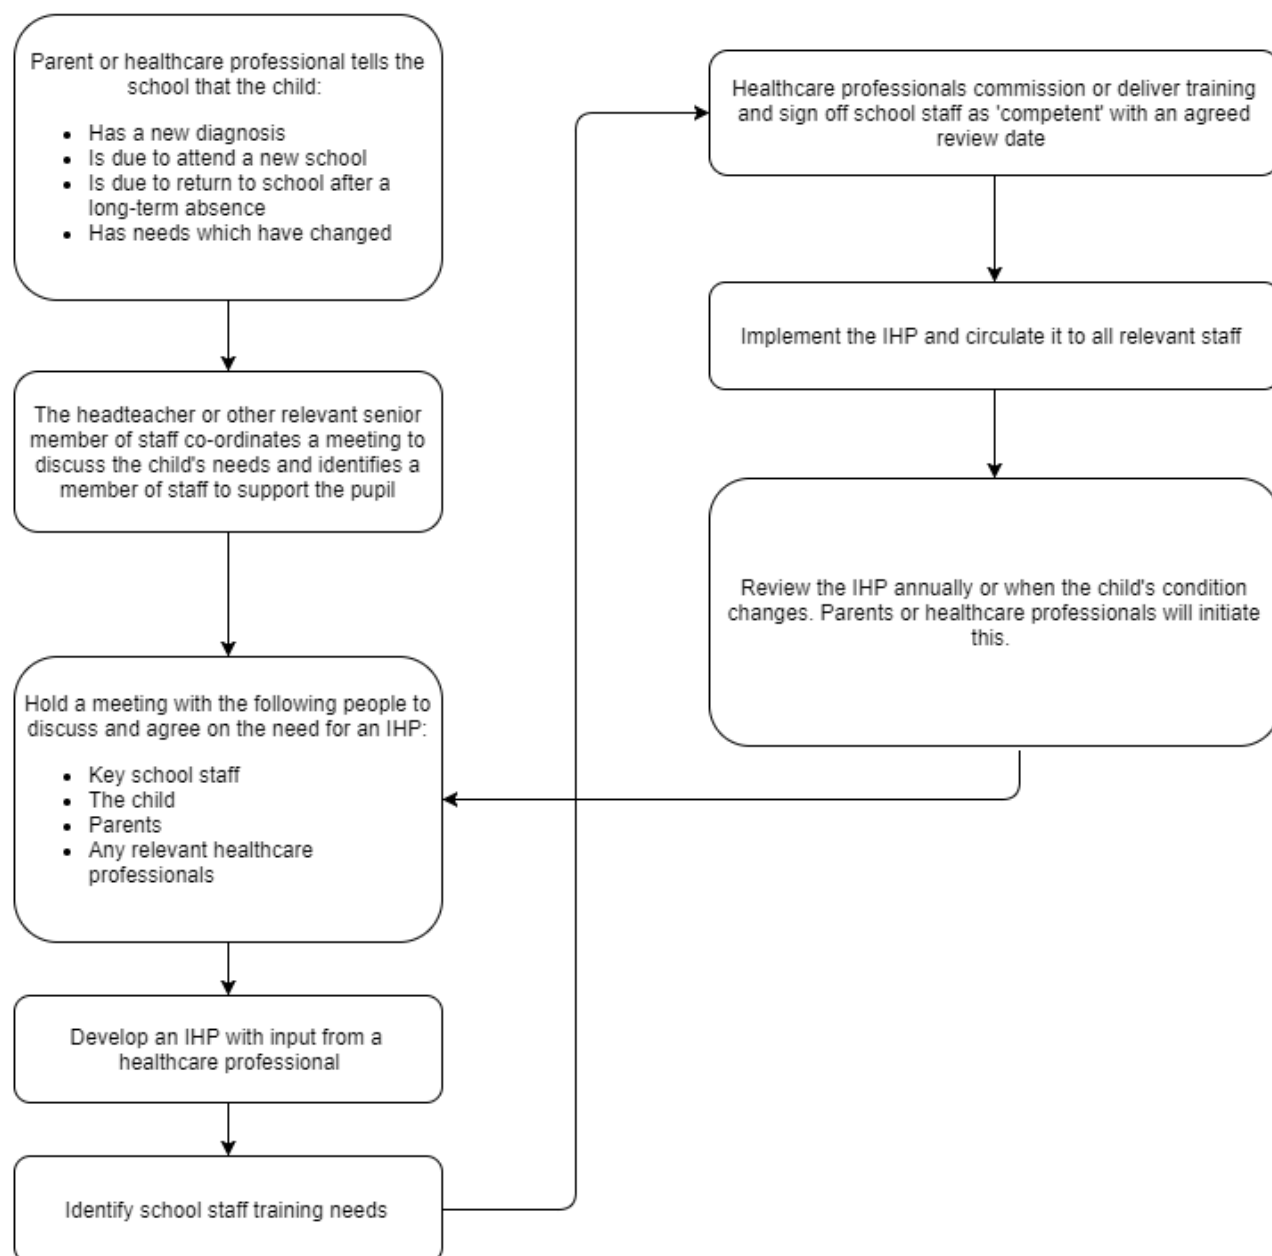 Parent or healthcare professional tells the
school that the child:
• Has a new diagnosis
• Is due to attend a new school
• Is due to return to school after a
long-term absence
• Has needs which have changed
The headteacher or other relevant senior
member of staff co-ordinates a meeting to
discuss the child's needs and identifies a
member of staff to support the pupil
Hold a meeting with the following people to
discuss and agree on the need for an IHP:
• Key school staff
• The child
• Parents
• Any relevant healthcare
professionals
Develop an IHP with input from a
healthcare professional
Identify school staff training needs
Healthcare professionals commission or deliver training
and sign off school staff as 'competent' with an agreed
review date
Implement the IHP and circulate it to all relevant staff
Review the IHP annually or when the child's condition
changes. Parents or healthcare professionals will initiate
this.